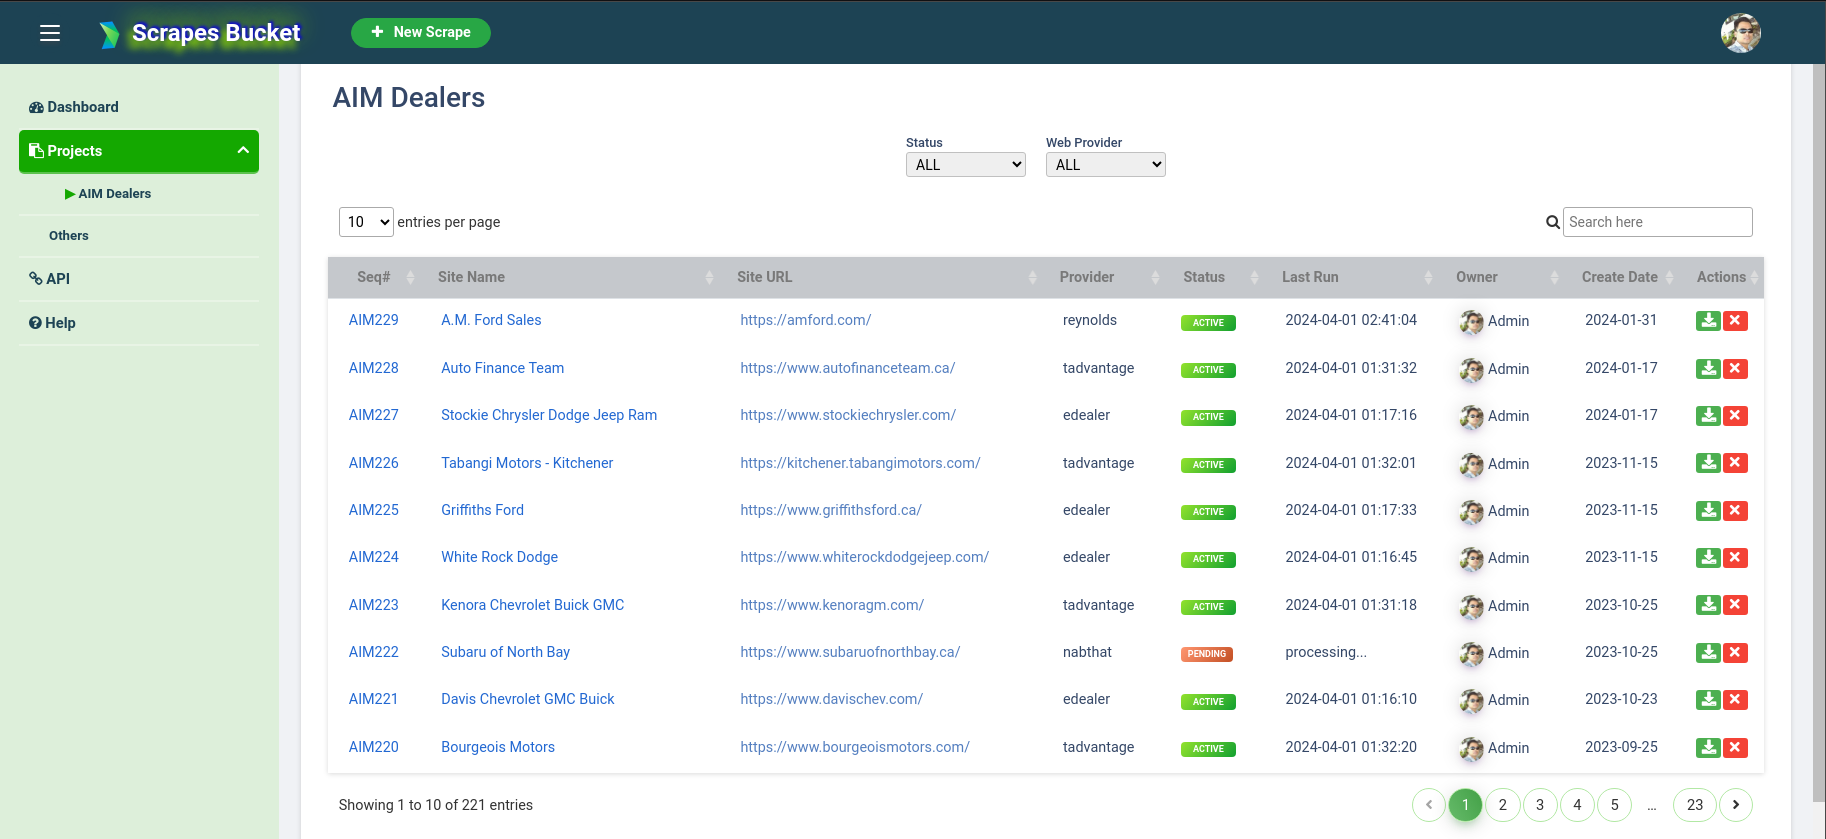 Scrapes Bucket + New Scrape
Dashboard
Projects
AIM Dealers
Others
API
Help
AIM Dealers
Status Web Provider
ALL ALL
10 entries per page Search here
Seq# Site Name Site URL Provider Status Last Run Owner Create Date Actions
AIM229 A.M. Ford Sales https://amford.com/ reynolds ACTIVE 2024-04-01 02:41:04 Admin 2024-01-31
AIM228 Auto Finance Team https://www.autofinanceteam.ca/ tadvantage ACTIVE 2024-04-01 01:31:32 Admin 2024-01-17
AIM227 Stockie Chrysler Dodge Jeep Ram https://www.stockiechrysler.com/ edealer ACTIVE 2024-04-01 01:17:16 Admin 2024-01-17
AIM226 Tabangi Motors - Kitchener https://kitchener.tabangimotors.com/ tadvantage ACTIVE 2024-04-01 01:32:01 Admin 2023-11-15
AIM225 Griffiths Ford https://www.griffithsford.ca/ edealer ACTIVE 2024-04-01 01:17:33 Admin 2023-11-15
AIM224 White Rock Dodge https://www.whiterockdodgejeep.com/ edealer ACTIVE 2024-04-01 01:16:45 Admin 2023-11-15
AIM223 Kenora Chevrolet Buick GMC https://www.kenoragm.com/ tadvantage ACTIVE 2024-04-01 01:31:18 Admin 2023-10-25
AIM222 Subaru of North Bay https://www.subaruofnorthbay.ca/ nabthat PENDING processing... Admin 2023-10-25
AIM221 Davis Chevrolet GMC Buick https://www.davischev.com/ edealer ACTIVE 2024-04-01 01:16:10 Admin 2023-10-23
AIM220 Bourgeois Motors https://www.bourgeoismotors.com/ tadvantage ACTIVE 2024-04-01 01:32:20 Admin 2023-09-25
Showing 1 to 10 of 221 entries ‹ 1 2 3 4 5 ... 23 ›